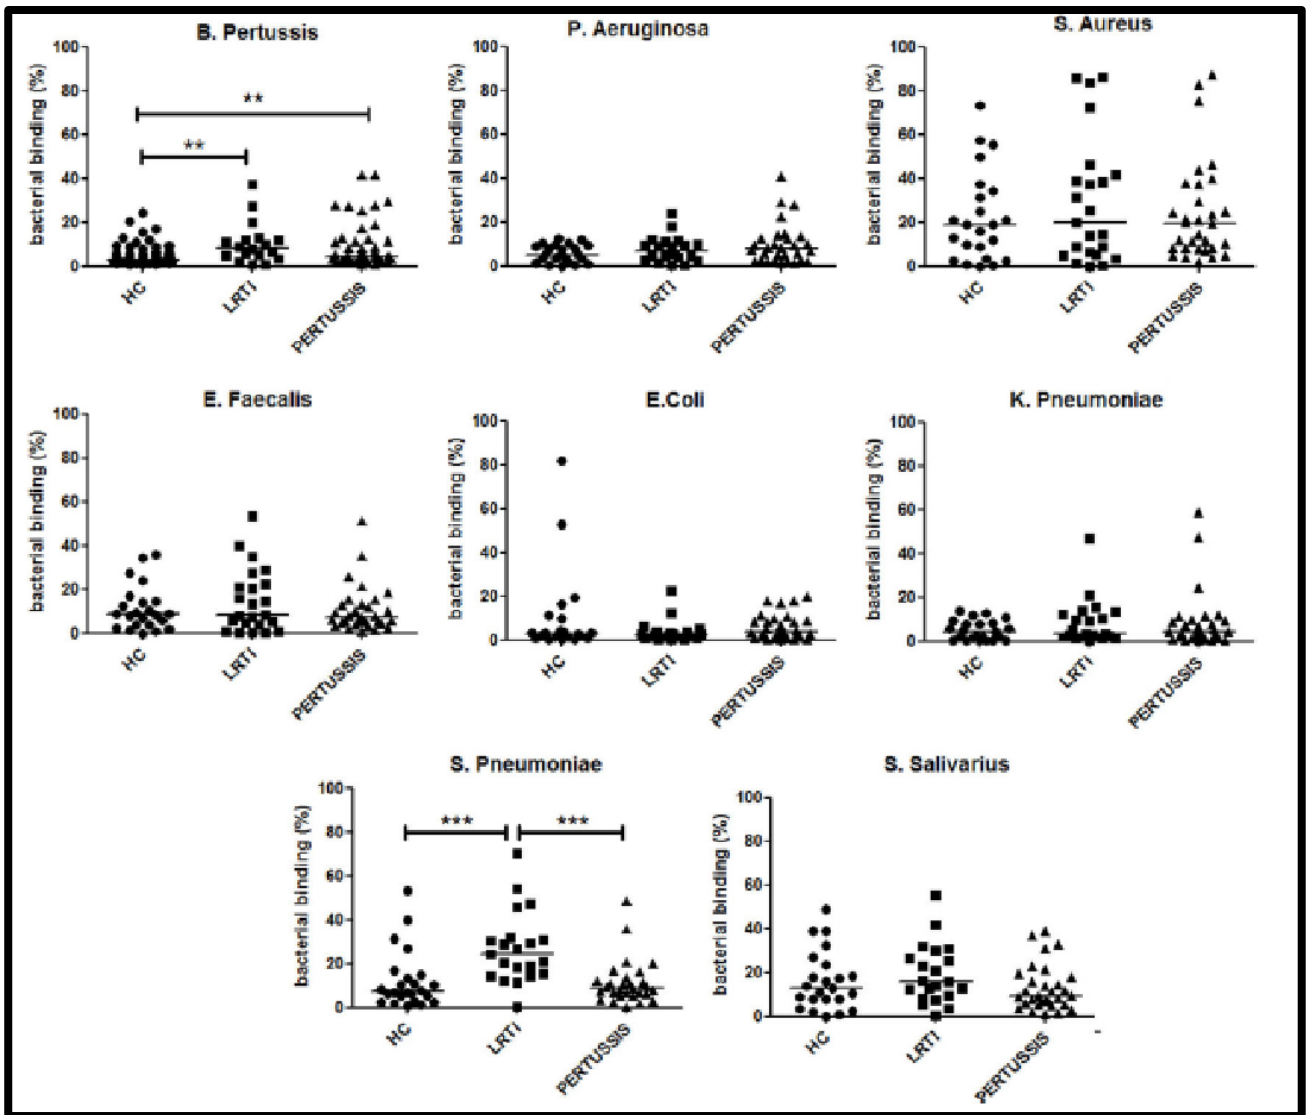 B. Pertussis
bacterial binding (%)
100
80
60
40
20
0
**
**
HC
LRTI
PERTUSSIS
P. Aeruginosa
bacterial binding (%)
100
80
60
40
20
0
HC
LRTI
PERTUSSIS
S. Aureus
bacterial binding (%)
100
80
60
40
20
0
HC
LRTI
PERTUSSIS
E. Faecalis
bacterial binding (%)
100
80
60
40
20
0
HC
LRTI
PERTUSSIS
E.Coli
bacterial binding (%)
100
80
60
40
20
0
HC
LRTI
PERTUSSIS
K. Pneumoniae
bacterial binding (%)
100
80
60
40
20
0
HC
LRTI
PERTUSSIS
S. Pneumoniae
bacterial binding (%)
100
80
60
40
20
0
*** ***
HC
LRTI
PERTUSSIS
S. Salivarius
bacterial binding (%)
100
80
60
40
20
0
HC
LRTI
PERTUSSIS